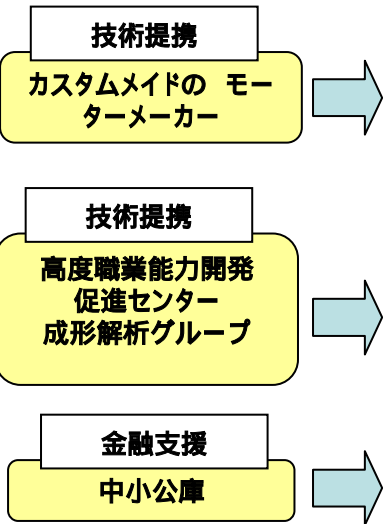 技術提携
カスタムメイドの モー
ターメーカー
技術提携
高度職業能力開発
促進センター
成形解析グループ
金融支援
中小公庫